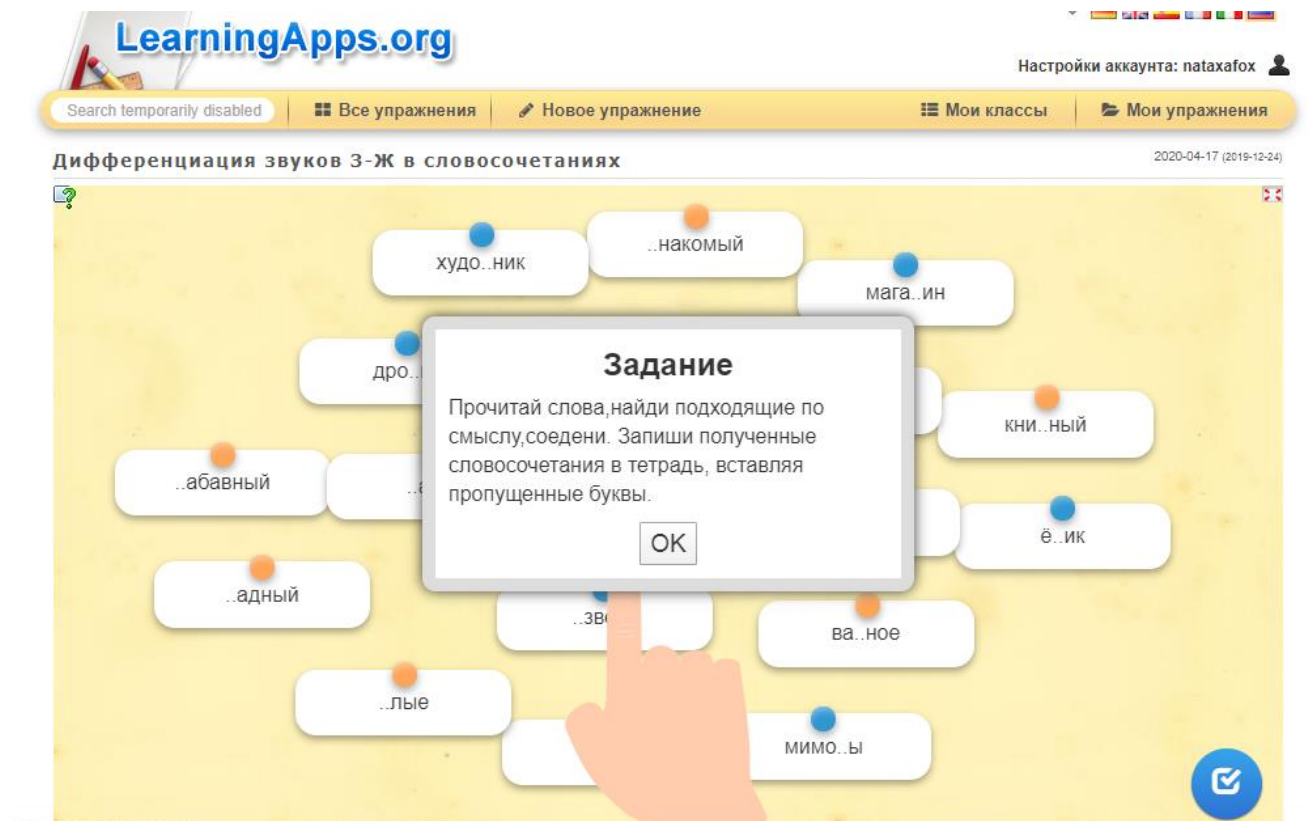 LearningApps.org
Настройки аккаунта: nataxafox
Search temporarily disabled
Все упражнения
Новое упражнение
Мои классы
Мои упражнения
Дифференциация звуков З-Ж в словосочетаниях
2020-04-17 (2019-12-24)
..накомый
худо..ник
мага..ин
дро..
Задание
Прочитай слова,найди подходящие по
смыслу,соедени. Запиши полученные
словосочетания в тетрадь, вставляя
пропущенные буквы.
OK
кни..ный
..абавный
ё..ик
..адный
ва..ное
..лые
мимо..ы